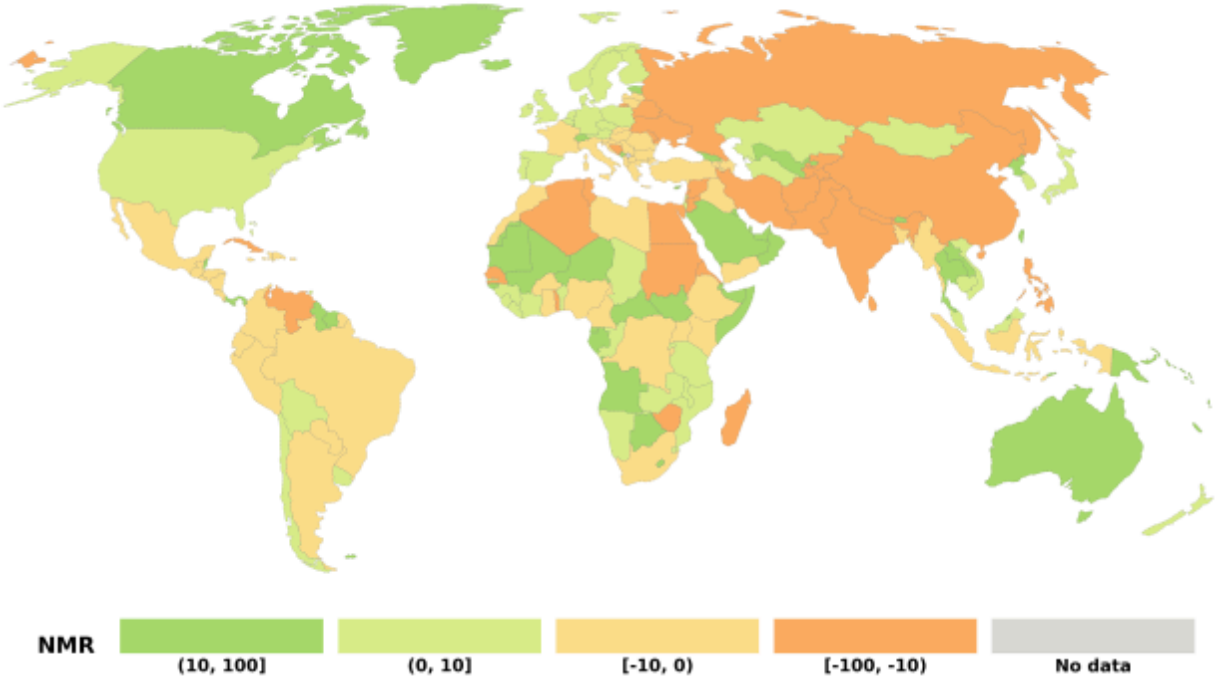 NMR
(10, 100]
(0, 10]
[-10, 0)
[-100, -10)
No data